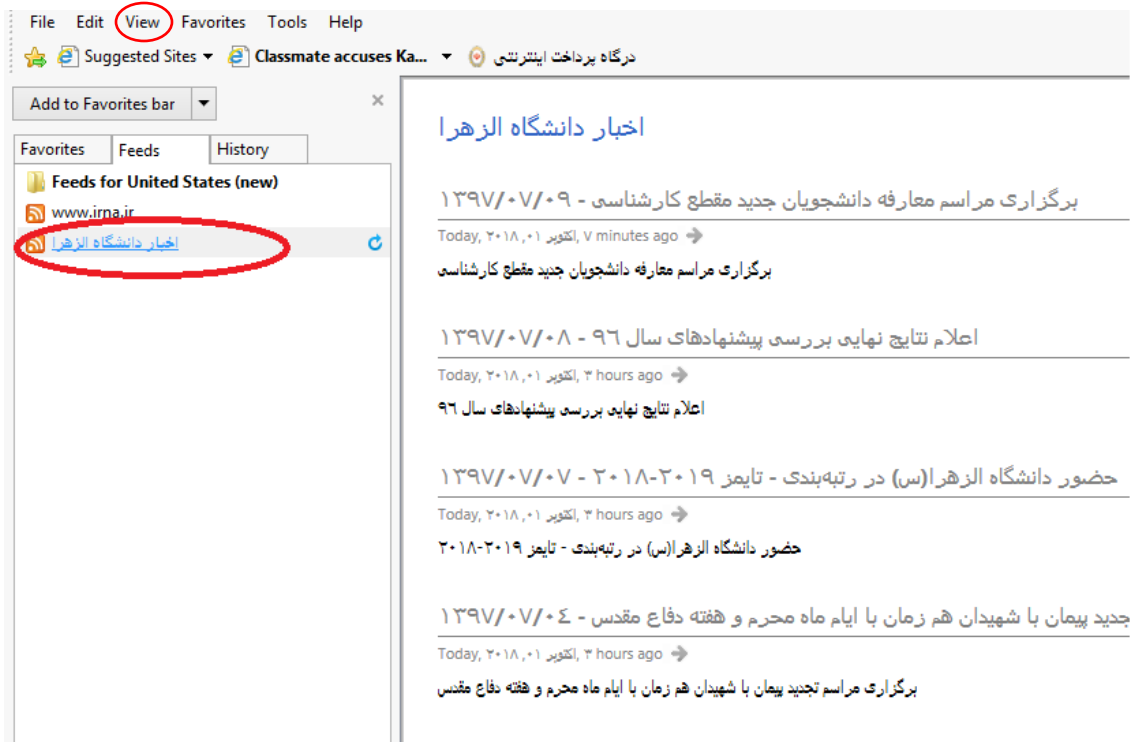 File Edit View Favorites Tools Help
Suggested Sites Classmate accuses Ka... درگاه پرداخت اینترنتی
Add to Favorites bar
Favorites Feeds History
Feeds for United States (new)
www.irna.ir
اخبار دانشگاه الزهرا
اخبار دانشگاه الزهرا
برگزاری مراسم معارفه دانشجویان جدید مقطع کارشناسی - ۱۳۹۷/۰۷/۰۹
Today, ۲۰۱۸ ,۰۱ اکتوبر, ۷ minutes ago
برگزاری مراسم معارفه دانشجویان جدید مقطع کارشناسی
اعلام نتایج نهایی بررسی پیشنهادهای سال ۹۶ - ۱۳۹۷/۰۷/۰۸
Today, ۲۰۱۸ ,۰۱ اکتوبر, ۳ hours ago
اعلام نتایج نهایی بررسی پیشنهادهای سال ۹۶
حضور دانشگاه الزهرا(س) در رتبه‌بندی - تایمز ۲۰۱۹-۲۰۱۸ - ۱۳۹۷/۰۷/۰۷
Today, ۲۰۱۸ ,۰۱ اکتوبر, ۳ hours ago
حضور دانشگاه الزهرا(س) در رتبه‌بندی - تایمز ۲۰۱۹-۲۰۱۸
جدید پیمان با شهیدان هم زمان با ایام ماه محرم و هفته دفاع مقدس - ۱۳۹۷/۰۷/۰۴
Today, ۲۰۱۸ ,۰۱ اکتوبر, ۳ hours ago
برگزاری مراسم تجدید پیمان با شهیدان هم زمان با ایام ماه محرم و هفته دفاع مقدس